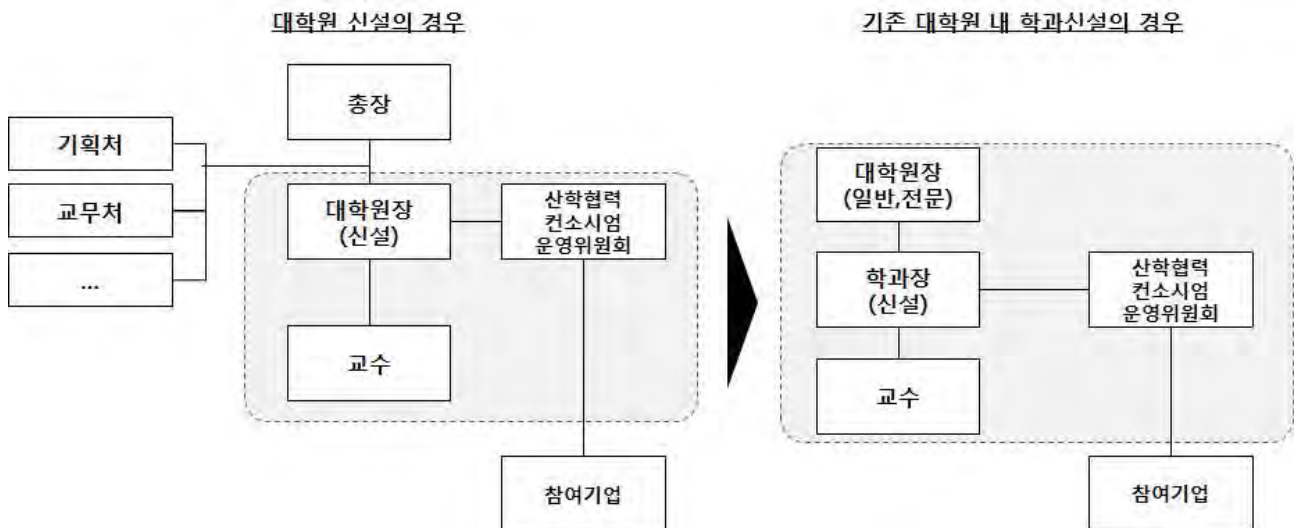 대학원 신설의 경우
총장
기획처
교무처
...
대학원장
(신설)
산학협력
컨소시엄
운영위원회
교수
참여기업
기존 대학원 내 학과신설의 경우
대학원장
(일반,전문)
학과장
(신설)
산학협력
컨소시엄
운영위원회
교수
참여기업